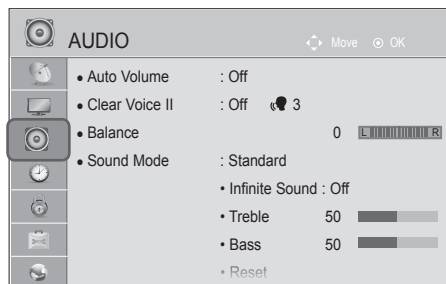 AUDIO Move OK
• Auto Volume : Off
• Clear Voice II : Off 3
• Balance 0 L R
• Sound Mode : Standard
• Infinite Sound : Off
• Treble 50
• Bass 50
• Reset